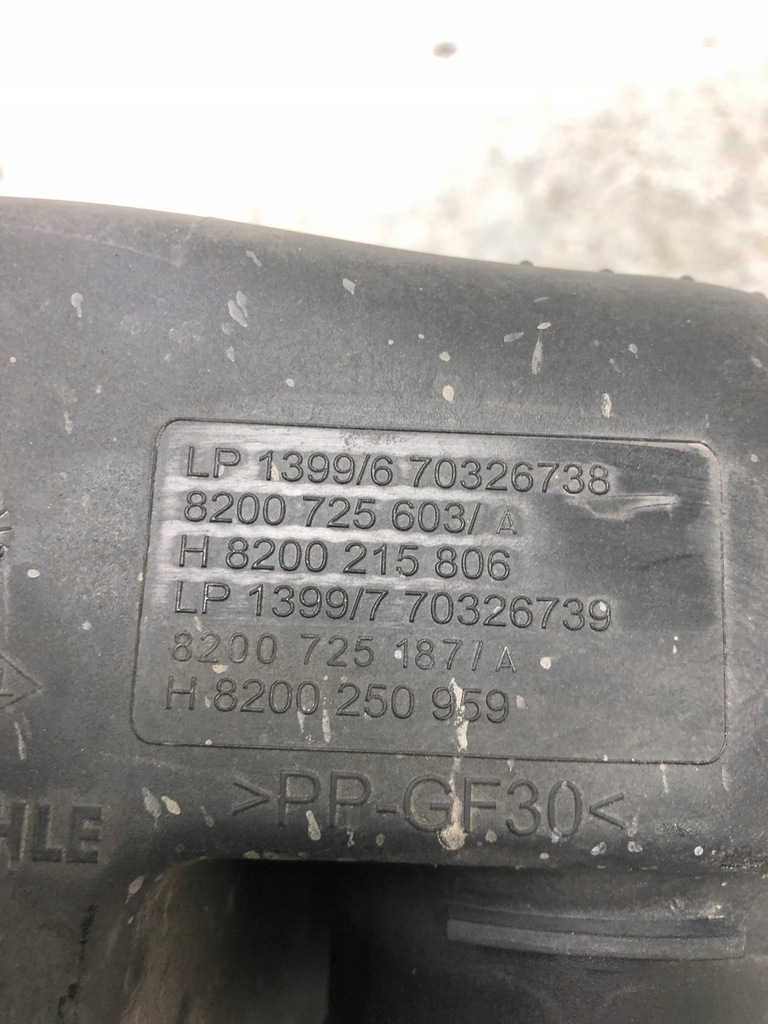 LP 1399/6 70326738
8200 725 603/ A
H 8200 215 806
LP 1399/7 70326739
8200 725 187/ A
H 8200 250 959
>PP-GF30<
HLE